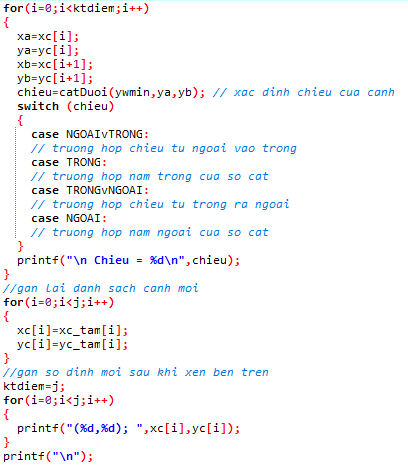 for(i=0;i<ktdiem;i++)
{
xa=xc[i];
ya=yc[i];
xb=xc[i+1];
yb=yc[i+1];
chieu=catDuoi(ywmin,ya,yb); // xac dinh chieu cua canh
switch (chieu)
{
case NGOAIvTRONG:
// truong hop chieu tu ngoai vao trong
case TRONG:
// truong hop nam trong cua so cat
case TRONGvNGOAI:
// truong hop chieu tu trong ra ngoai
case NGOAI:
// truong hop nam ngoai cua so cat
}
printf("\n Chieu = %d\n",chieu);
}
//gan lai danh sach canh moi
for(i=0;i<j;i++)
{
xc[i]=xc_tam[i];
yc[i]=yc_tam[i];
}
//gan so dinh moi sau khi xen ben tren
ktdiem=j;
for(i=0;i<j;i++)
{
printf("(%d,%d); ",xc[i],yc[i]);
}
printf("\n");